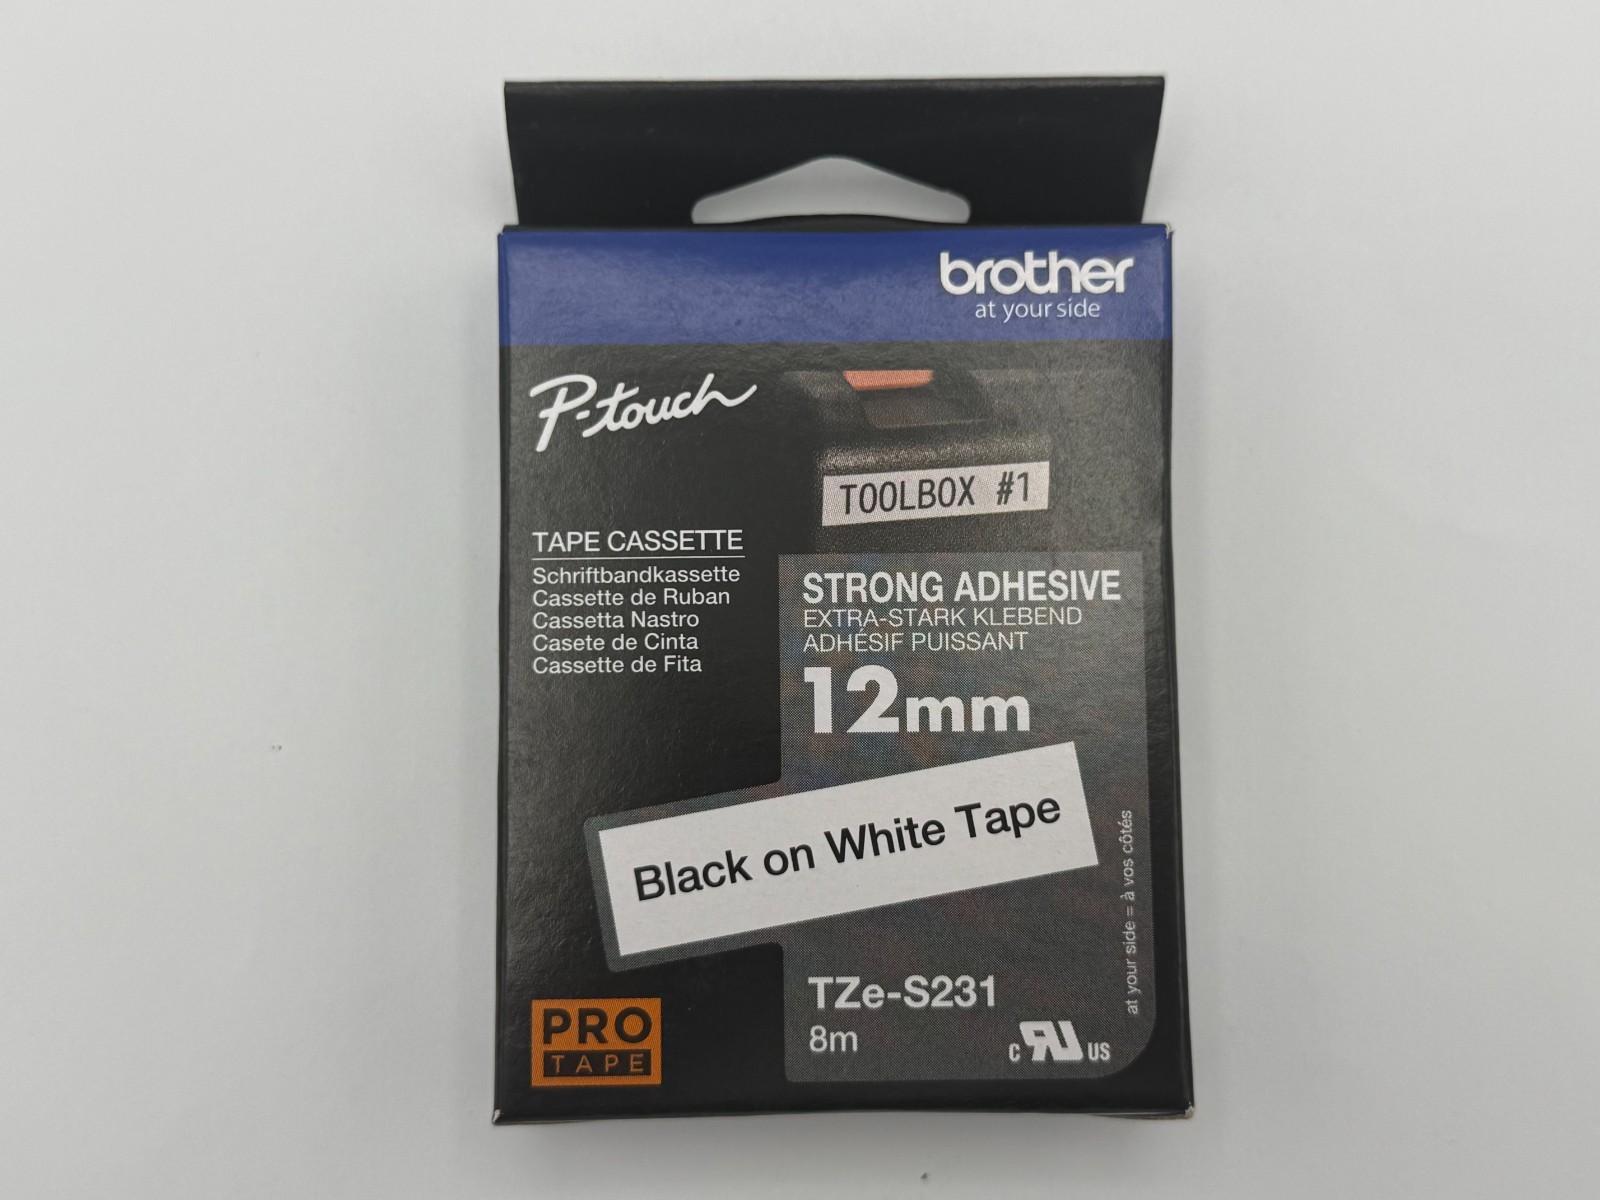 brother
at your side
P-touch
TOOLBOX #1
TAPE CASSETTE
Schriftbandkassette
Cassette de Ruban
Cassetta Nastro
Casete de Cinta
Cassette de Fita
STRONG ADHESIVE
EXTRA-STARK KLEBEND
ADHÉSIF PUISSANT
12mm
Black on White Tape
at your side = à vos côtés
TZe-S231
8m
PRO
TAPE
c RU US